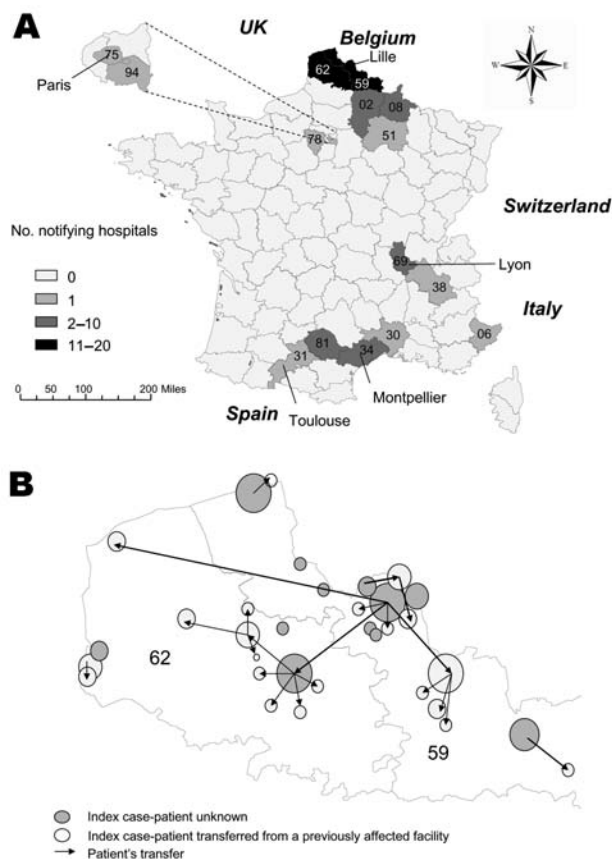 A
UK
Belgium
Lille
N
W E
S
75
Paris
94
62
59
02
08
51
78
Switzerland
No. notifying hospitals
0
1
2–10
11–20
69
Lyon
38
Italy
06
30
81
34
31
0 50 100 200 Miles
Montpellier
Spain
Toulouse
B
62
59
Index case-patient unknown
Index case-patient transferred from a previously affected facility
Patient's transfer